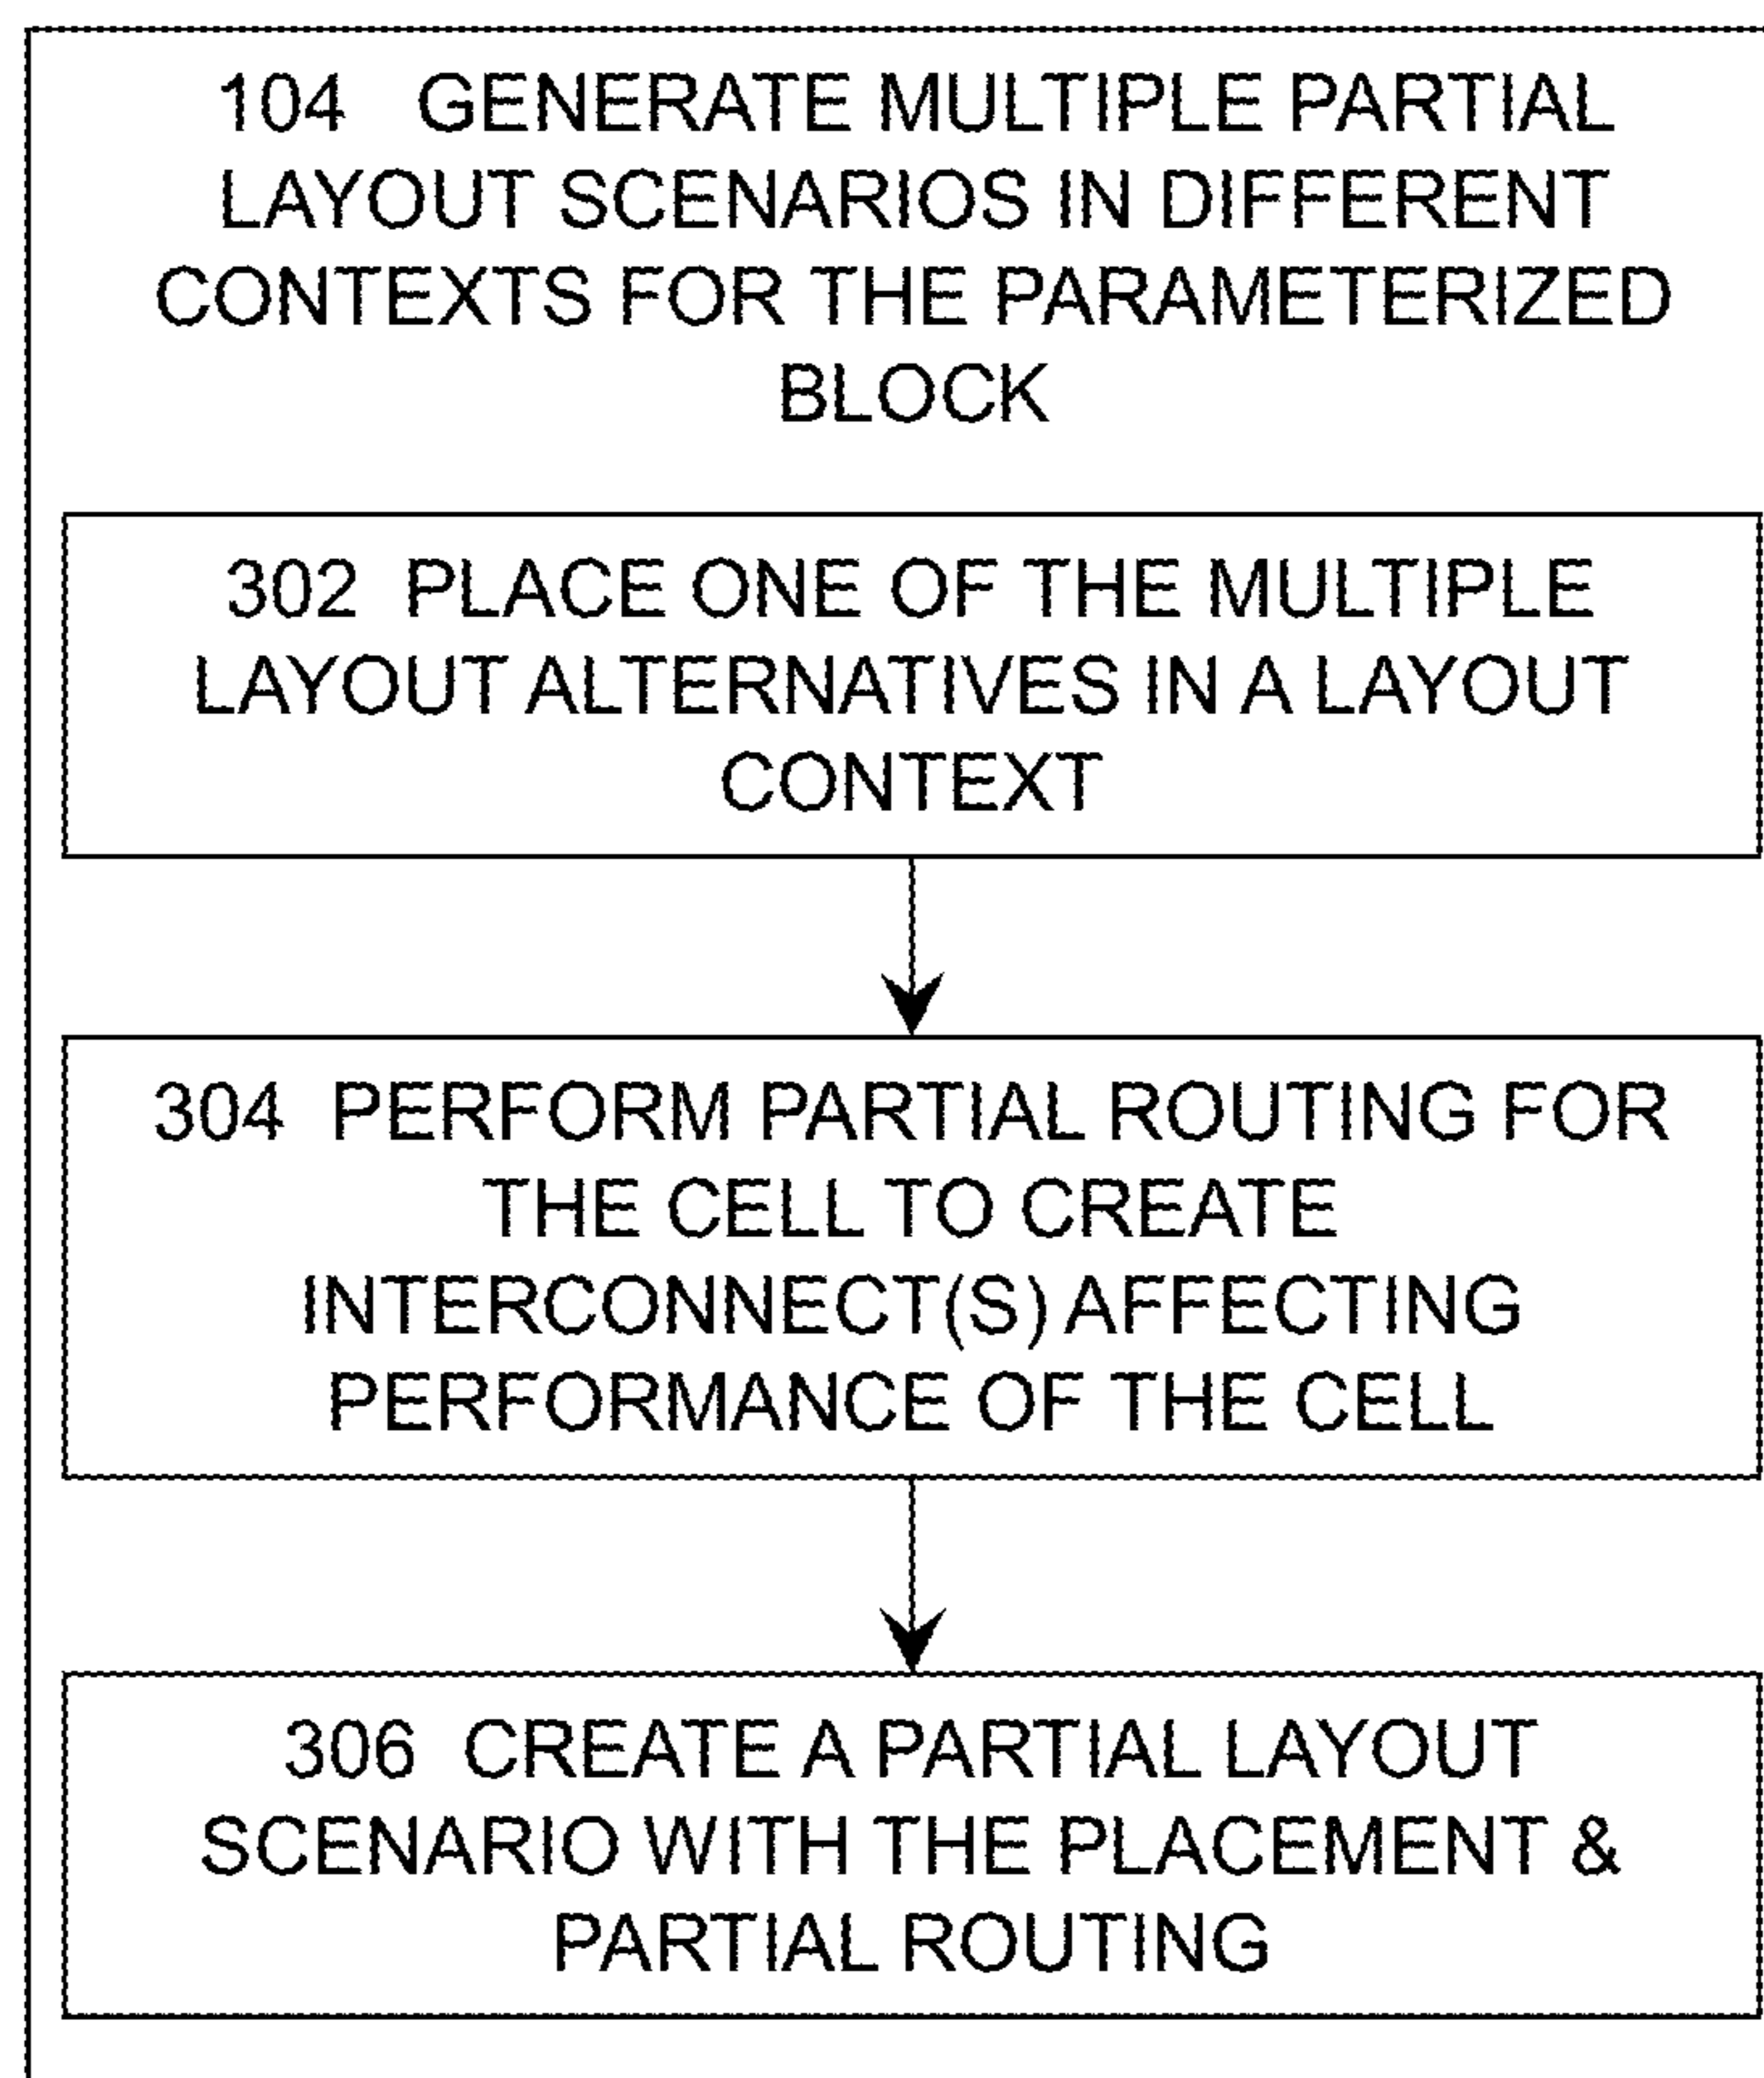 104 GENERATE MULTIPLE PARTIAL
LAYOUT SCENARIOS IN DIFFERENT
CONTEXTS FOR THE PARAMETERIZED
BLOCK
302 PLACE ONE OF THE MULTIPLE
LAYOUT ALTERNATIVES IN A LAYOUT
CONTEXT
304 PERFORM PARTIAL ROUTING FOR
THE CELL TO CREATE
INTERCONNECT(S) AFFECTING
PERFORMANCE OF THE CELL
306 CREATE A PARTIAL LAYOUT
SCENARIO WITH THE PLACEMENT &
PARTIAL ROUTING